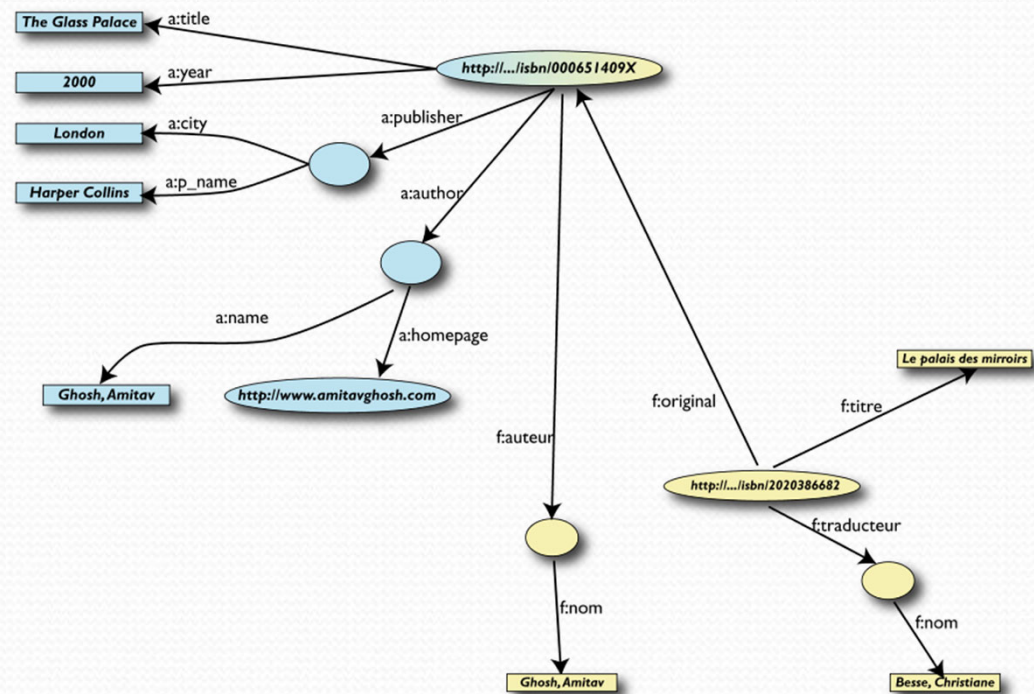 The Glass Palace
a:title
http://.../isbn/000651409X
2000
a:year
London
a:city
a:publisher
Harper Collins
a:p_name
a:author
a:name
a:homepage
Ghosh, Amitav
http://www.amitavghosh.com
Le palais des mirroirs
f:original
f:titre
f:auteur
http://.../isbn/2020386682
f:traducteur
f:nom
f:nom
Ghosh, Amitav
Besse, Christiane